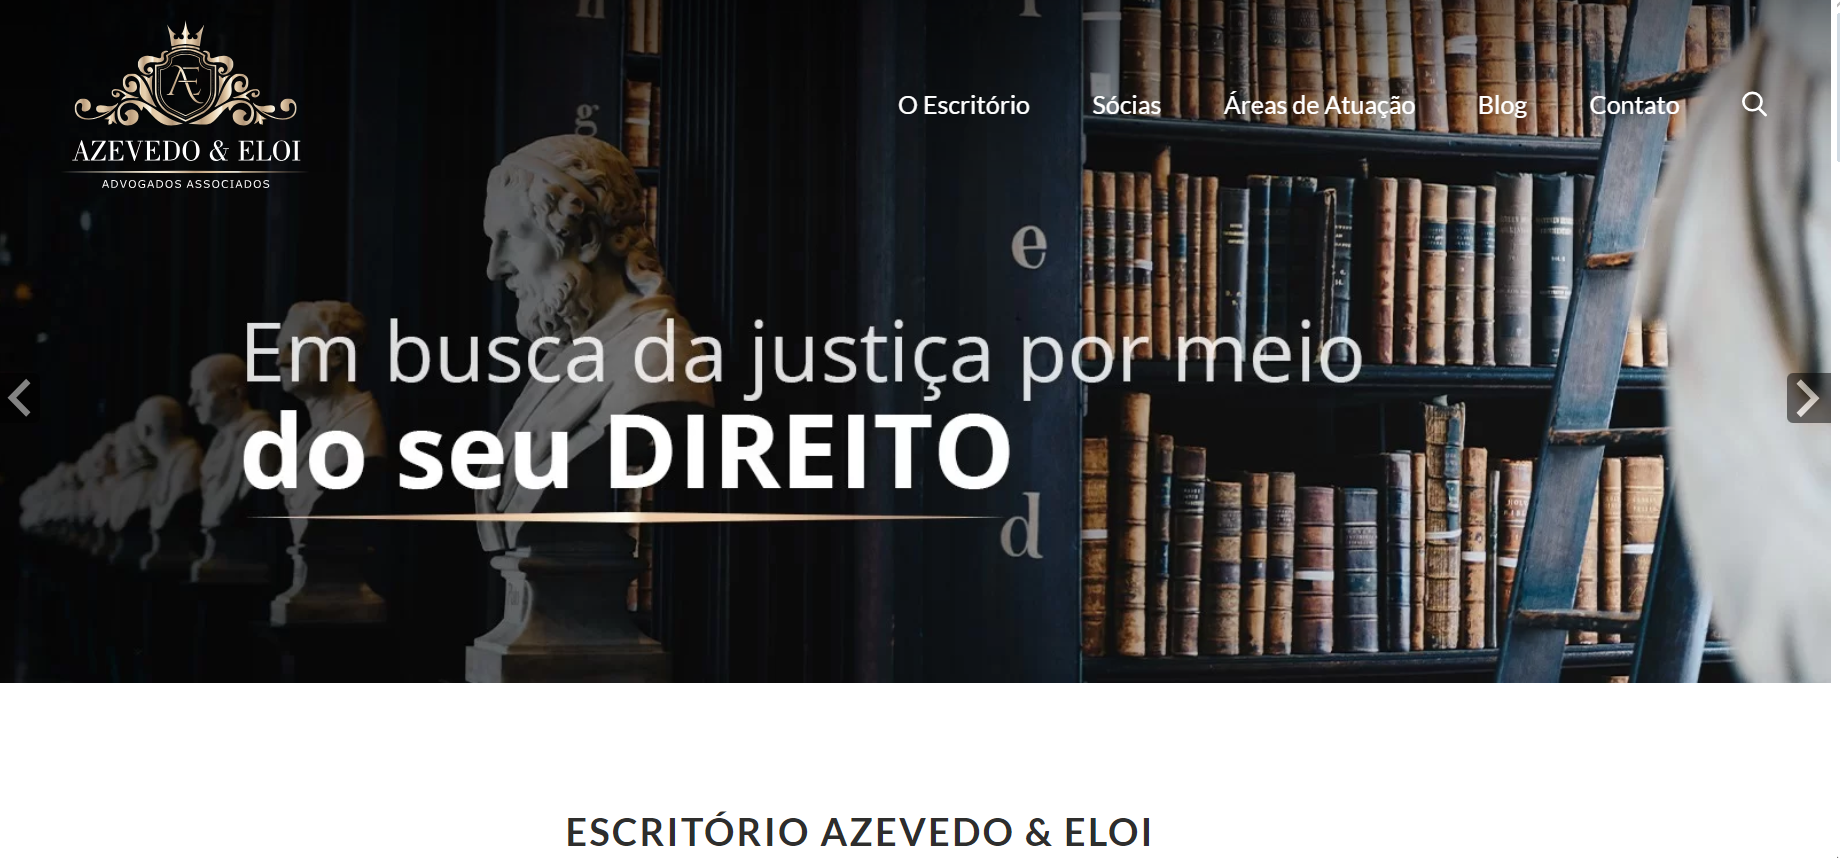 AE
AZEVEDO & ELOI
ADVOGADOS ASSOCIADOS
O Escritório
Sócias
Áreas de Atuação
Blog
Contato
n
g
e
d
Em busca da justiça por meio
do seu DIREITO
ESCRITÓRIO AZEVEDO & ELOI